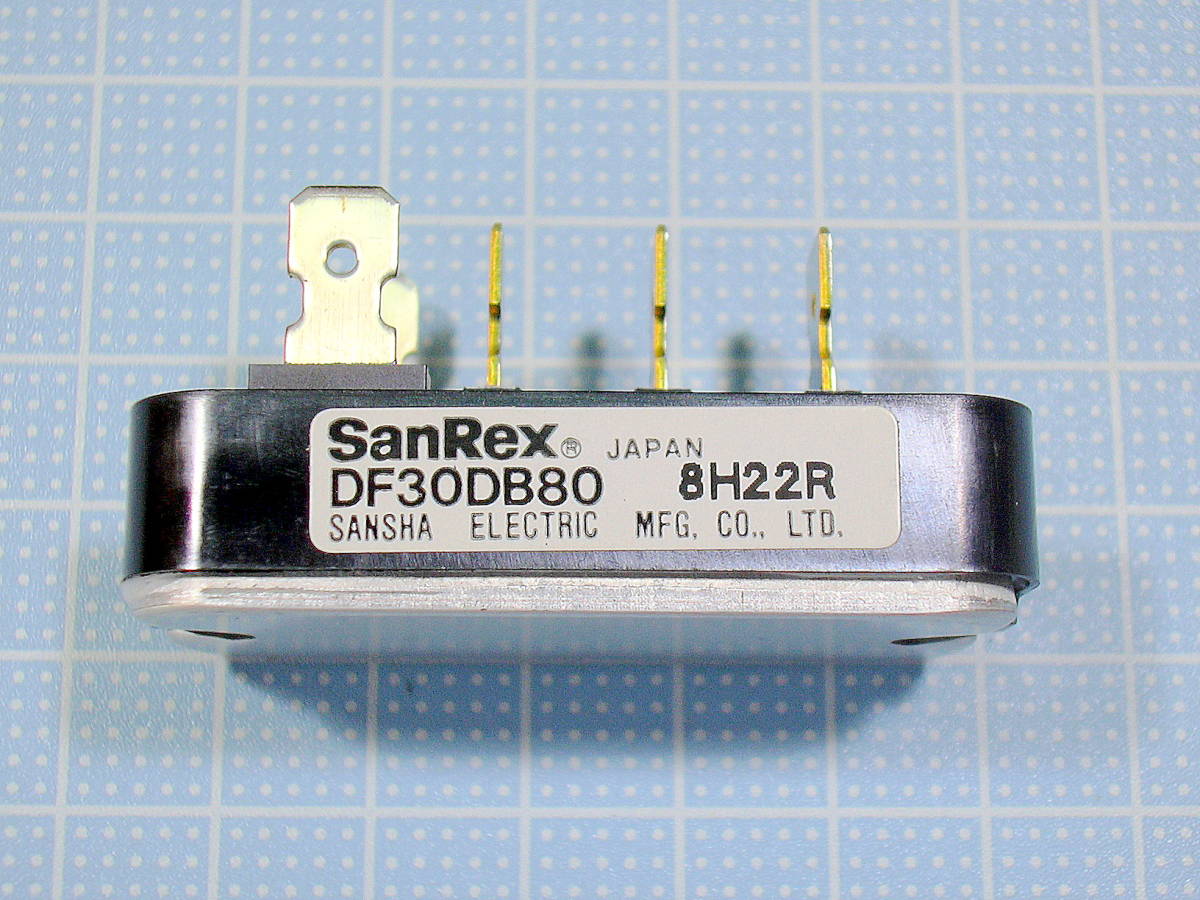 SanRex® JAPAN
DF30DB80 8H22R
SANSHA ELECTRIC MFG. CO., LTD.